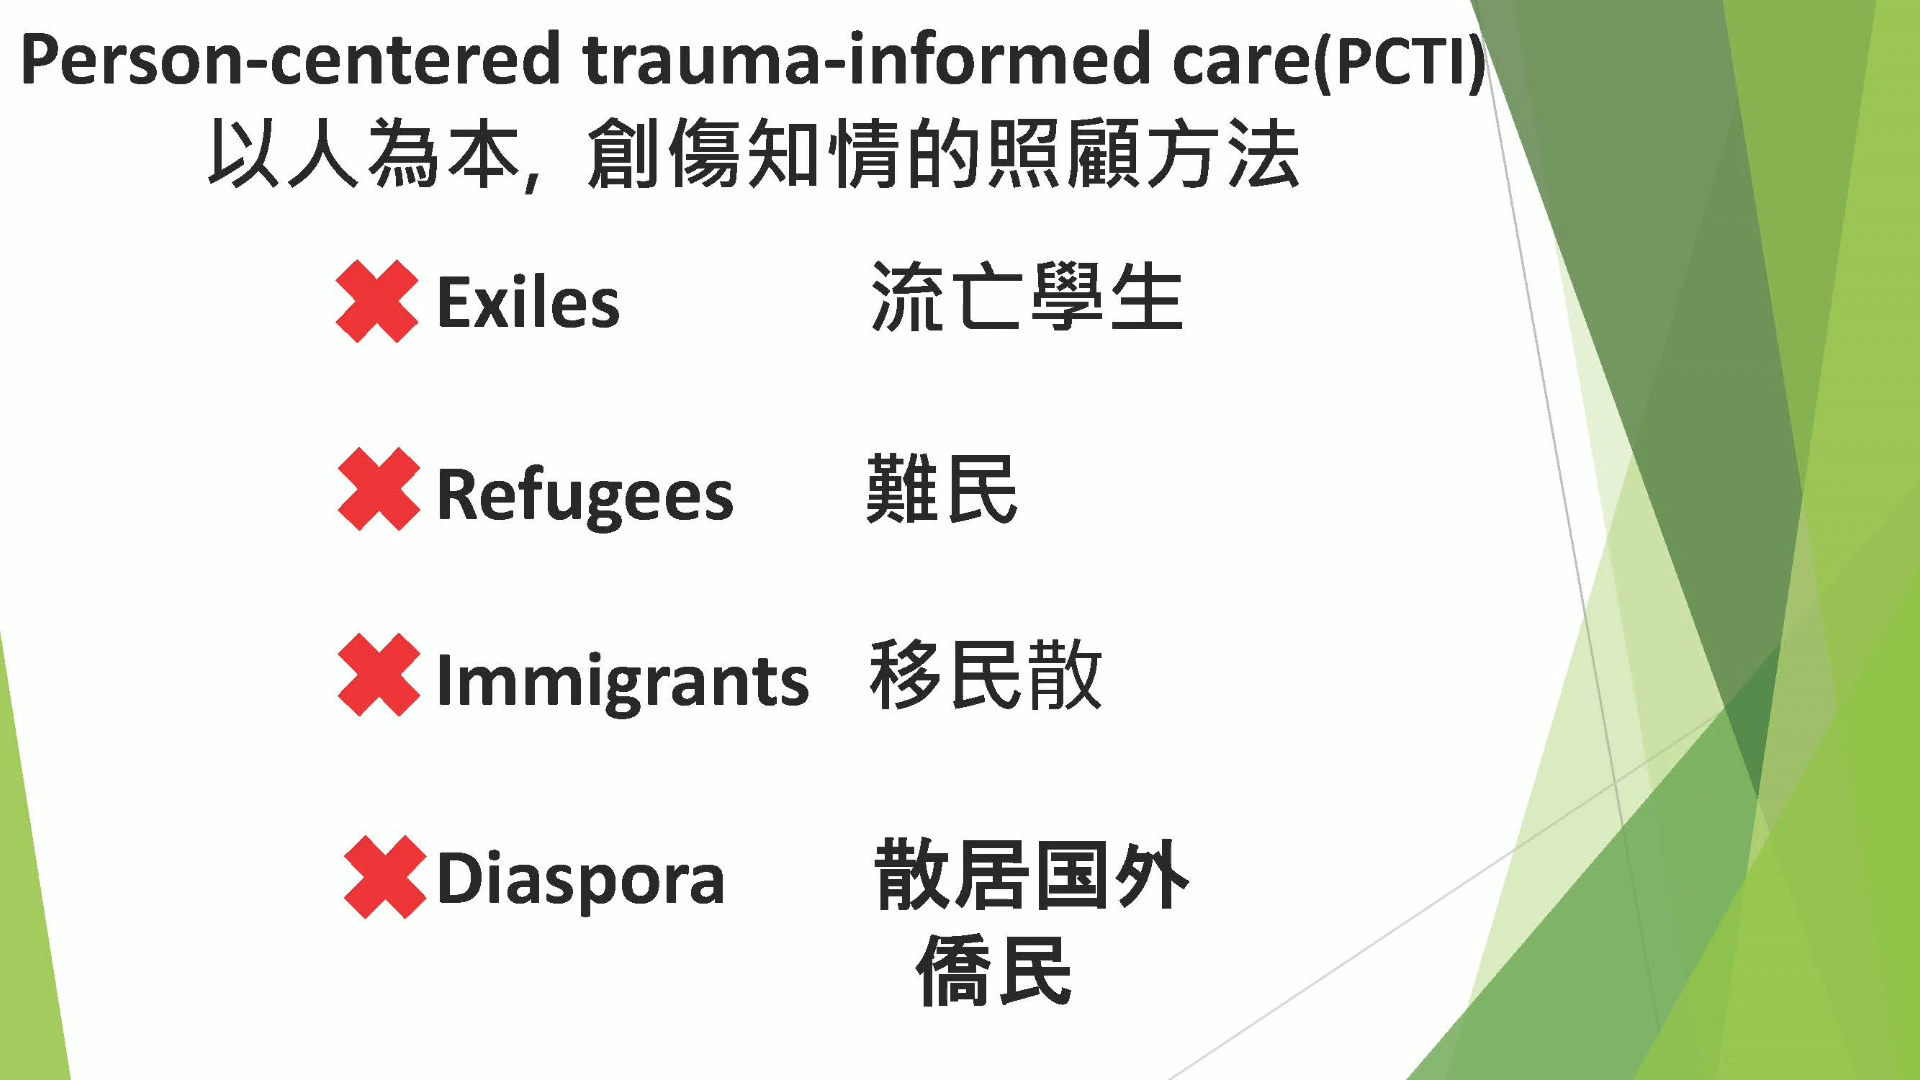 Person-centered trauma-informed care(PCTI)
以人為本, 創傷知情的照顧方法
Exiles 流亡學生
Refugees 難民
Immigrants 移民散
Diaspora 散居国外
僑民